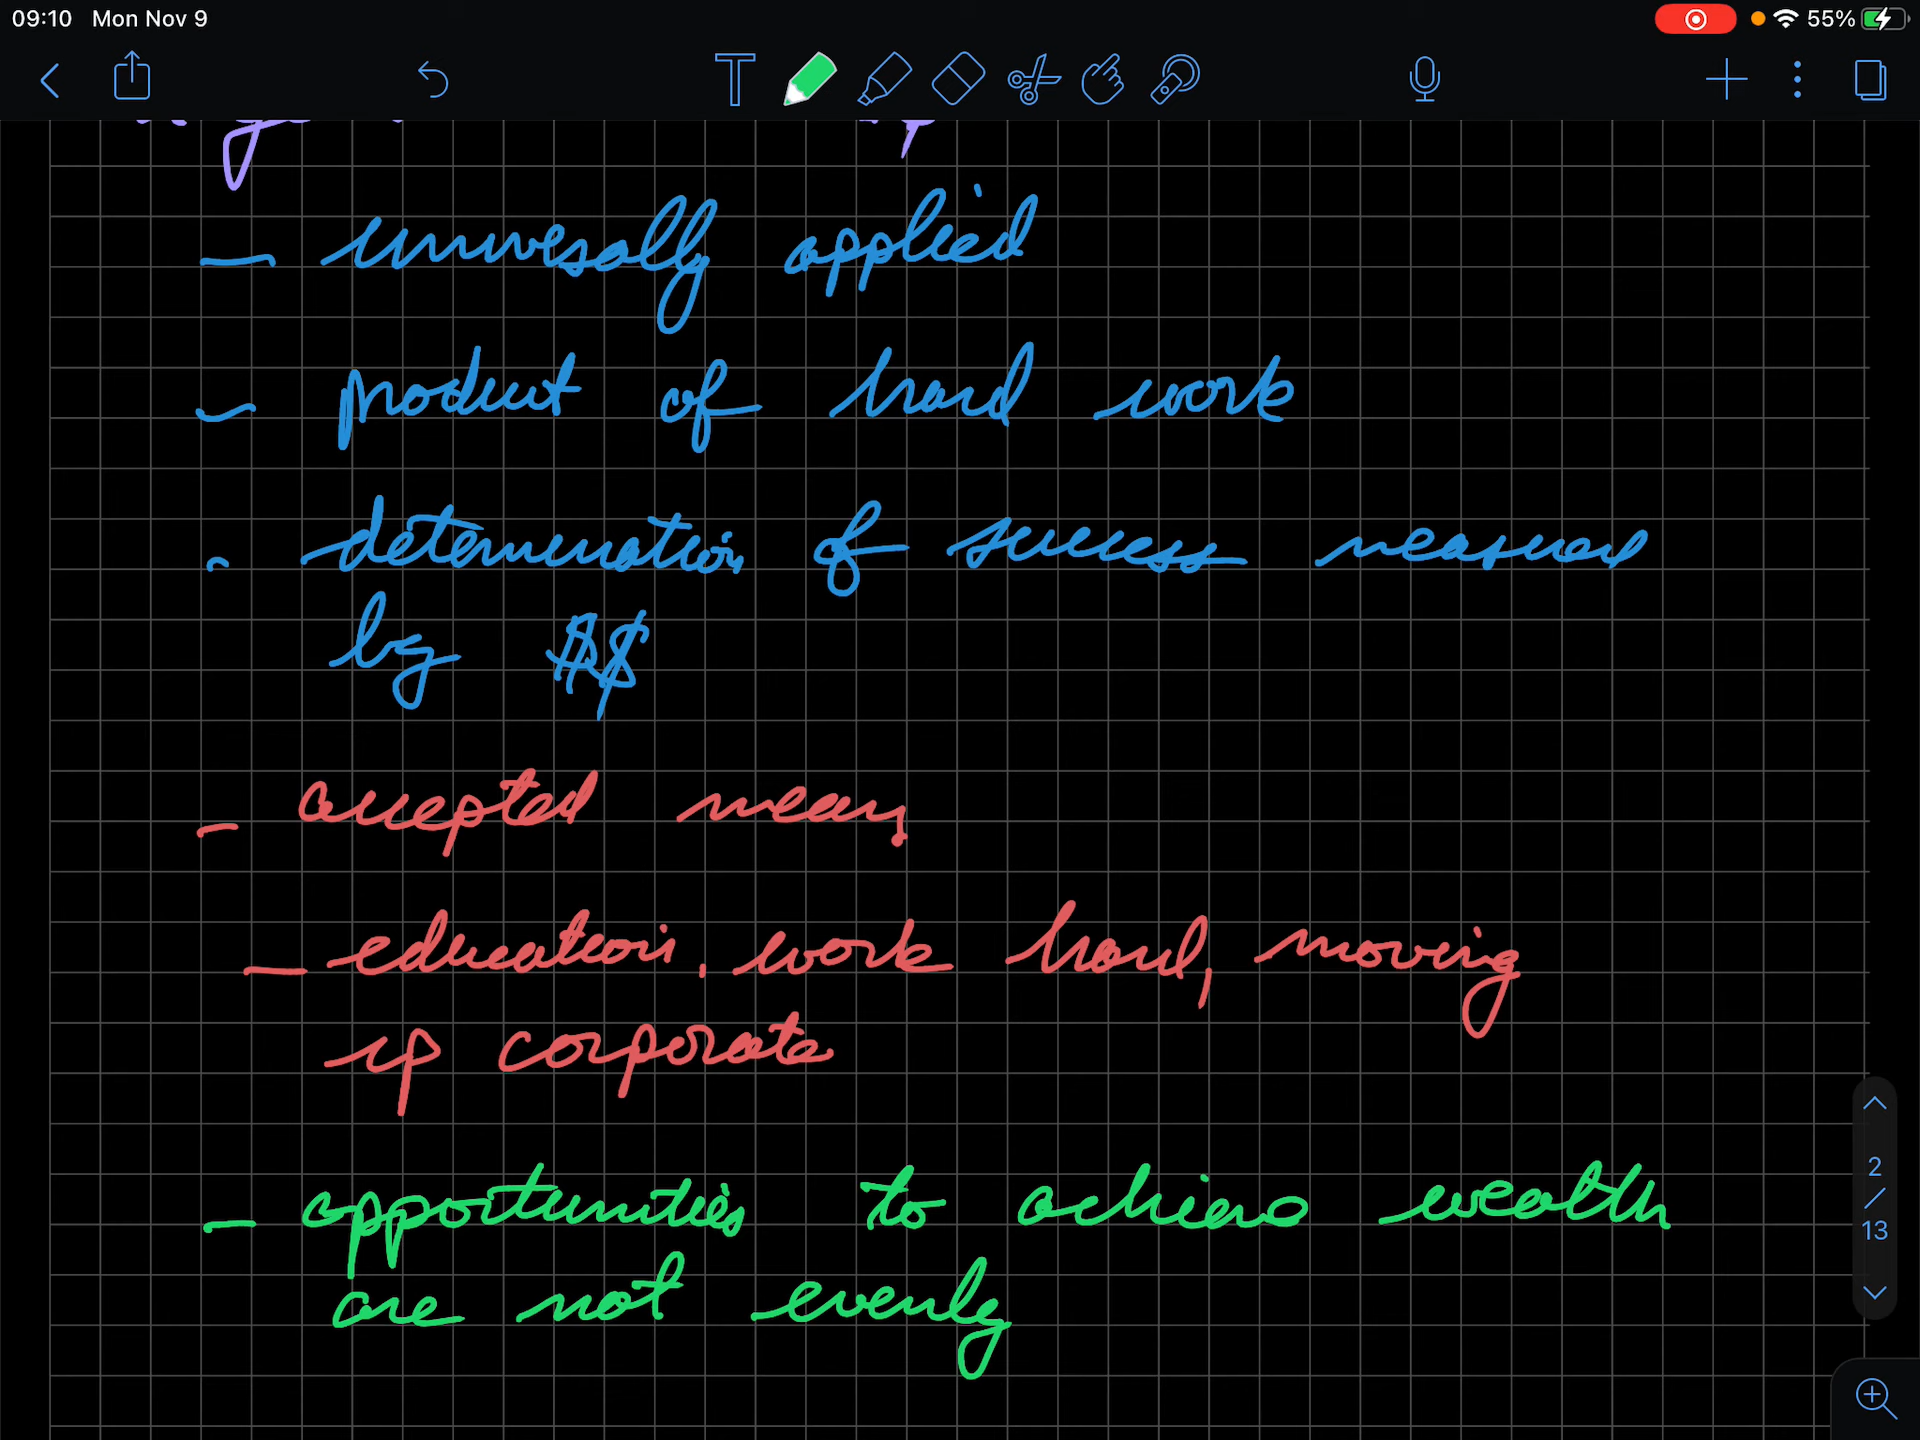 09:10 Mon Nov 9 55%
- universally applied
- product of hard work
- determination of success measured
by $$
- accepted means
- education, work hard, moving
up corporate
- opportunities to achieve wealth
are not evenly
2
/
13